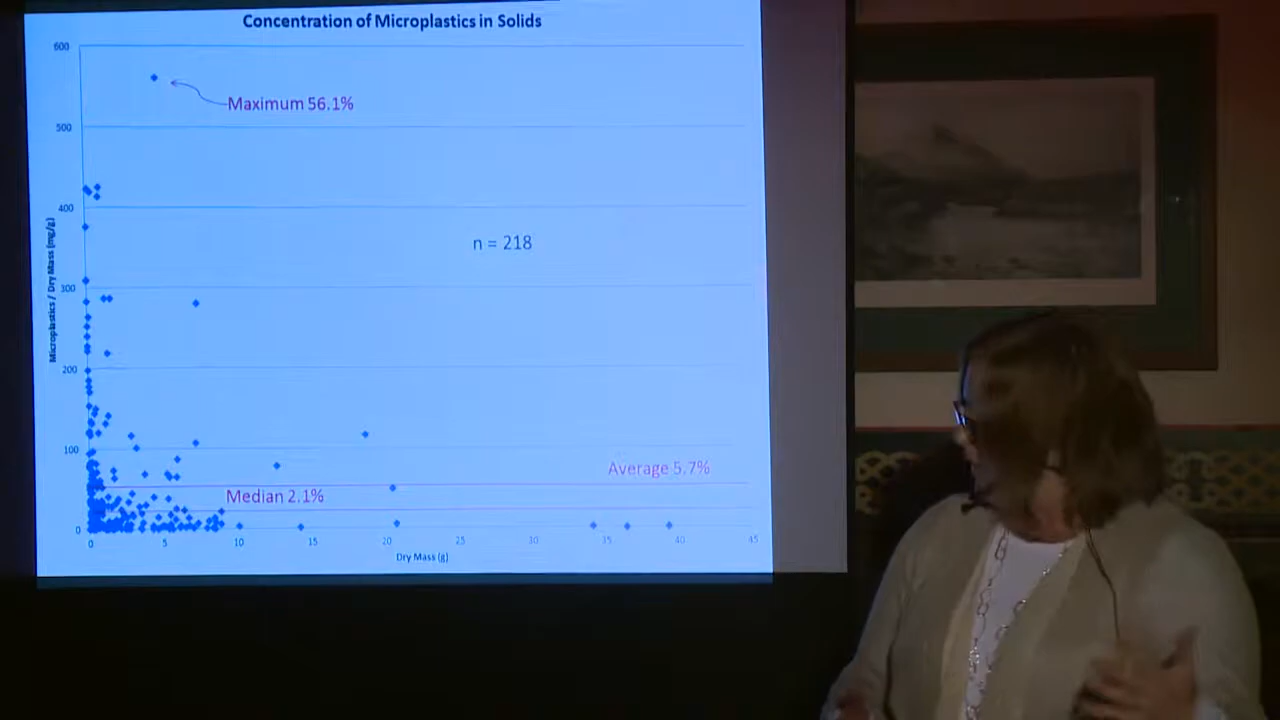 Concentration of Microplastics in Solids
600
Maximum 56.1%
500
400
n = 218
300
200
100
Average 5.7%
Median 2.1%
0
0 5 10 15 20 25 30 35 40 45
Dry Mass (g)
Microplastics / Dry Mass (mg/g)